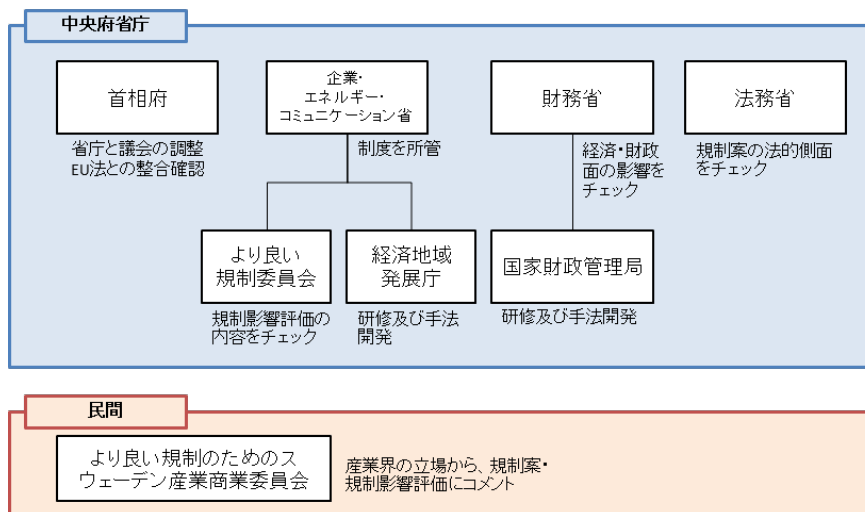 中央府省庁
首相府
省庁と議会の調整
EU法との整合確認
企業・
エネルギー・
コミュニケーション省
制度を所管
財務省
経済・財政
面の影響を
チェック
法務省
規制案の法的側面
をチェック
より良い
規制委員会
規制影響評価の
内容をチェック
経済地域
発展庁
研修及び手法
開発
国家財政管理局
研修及び手法開発
民間
より良い規制のためのス
ウェーデン産業商業委員会
産業界の立場から、規制案・
規制影響評価にコメント